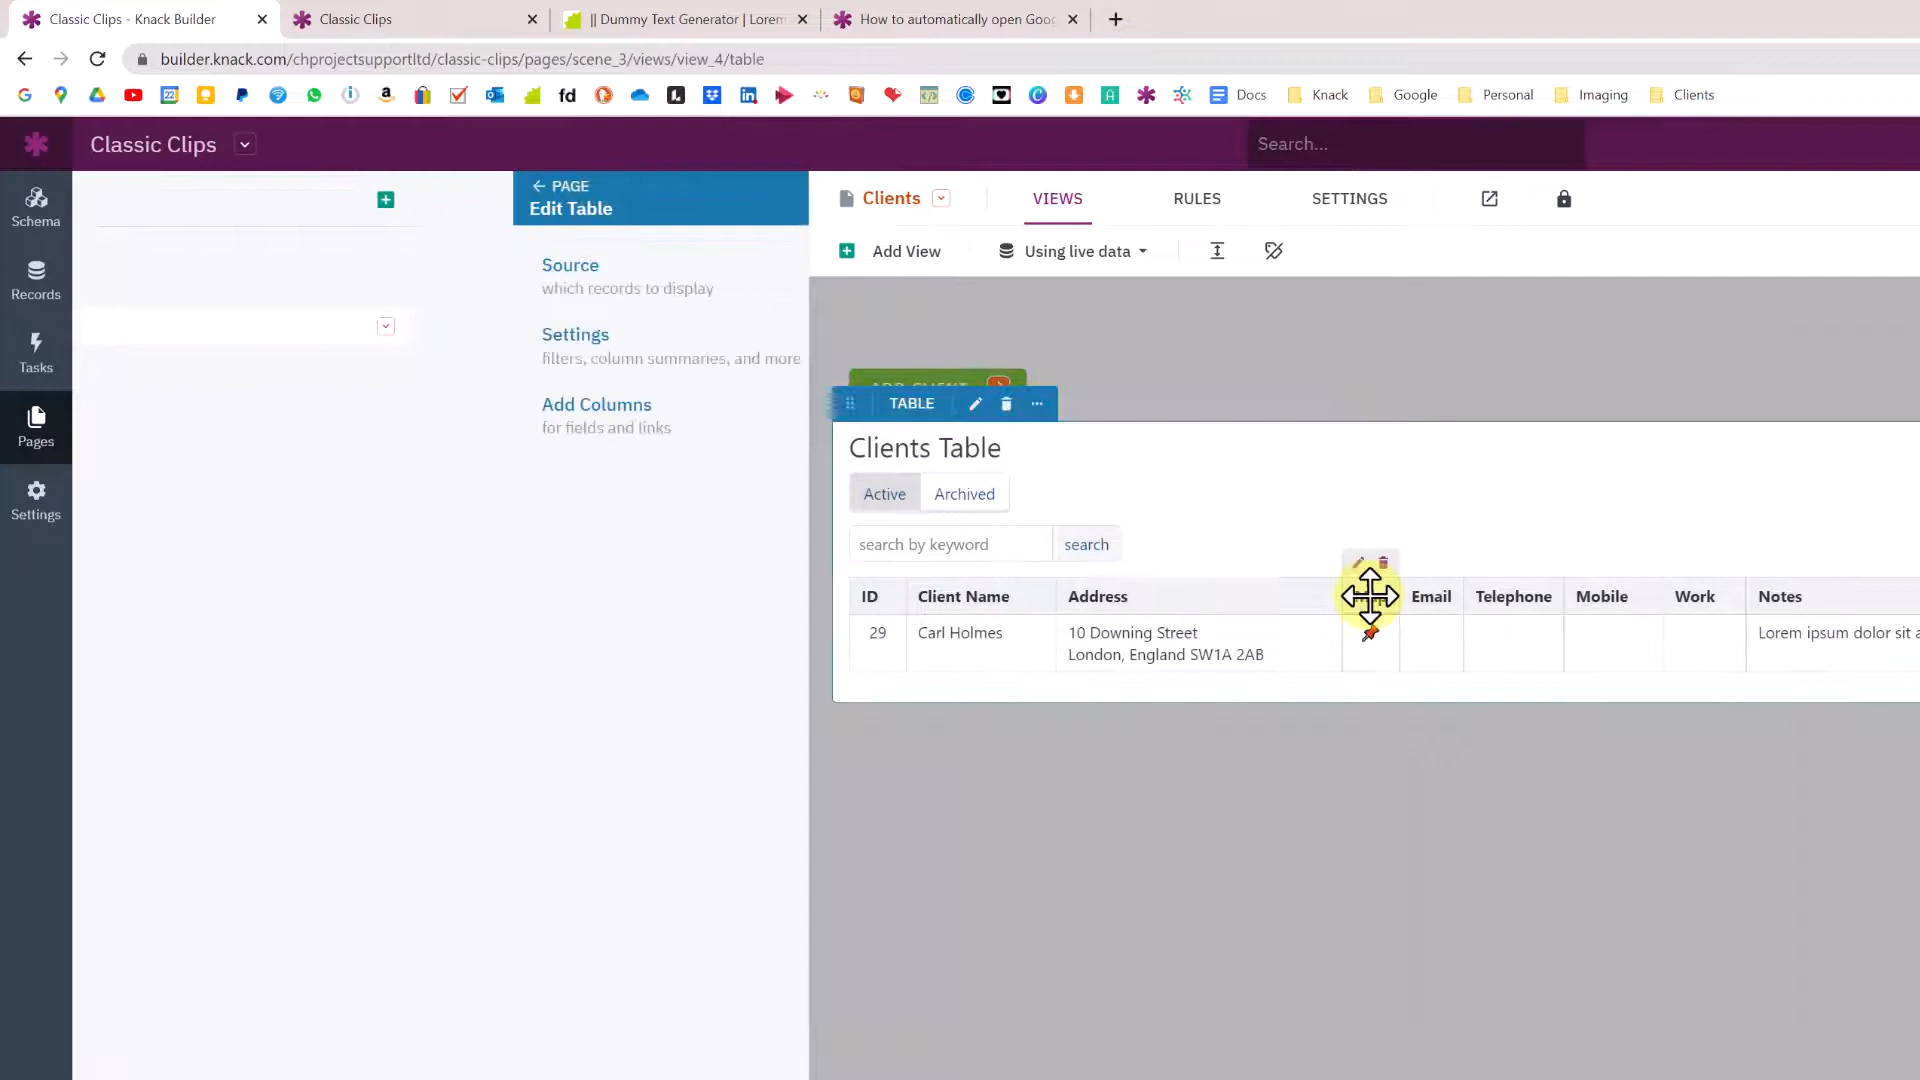 Classic Clips - Knack Builder
Classic Clips
|| Dummy Text Generator | Lorem
How to automatically open Goo
builder.knack.com/chprojectsupportltd/classic-clips/pages/scene_3/views/view_4/table
fd
Docs
Knack
Google
Personal
Imaging
Clients
Classic Clips
Search...
Schema
Records
Tasks
Pages
Settings
PAGE
Edit Table
Source
which records to display
Settings
filters, column summaries, and more
Add Columns
for fields and links
Clients
VIEWS
RULES
SETTINGS
Add View
Using live data
ADD CLIENT
TABLE
Clients Table
Active
Archived
search by keyword
search
ID
Client Name
Address
Email
Telephone
Mobile
Work
Notes
29
Carl Holmes
10 Downing Street
London, England SW1A 2AB
Lorem ipsum dolor sit a